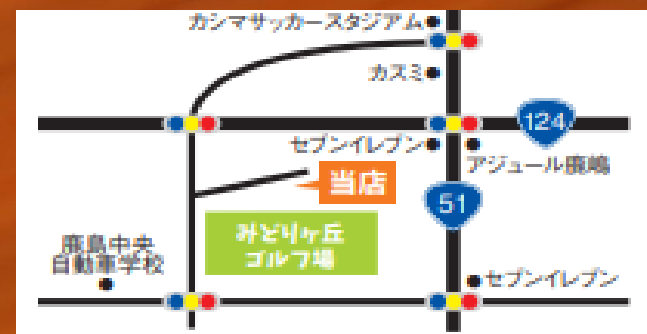 カシマサッカースタジアム
カスミ
124
セブンイレブン
アジュール鹿嶋
当店
51
みどりヶ丘
ゴルフ場
鹿島中央
自動車学校
セブンイレブン